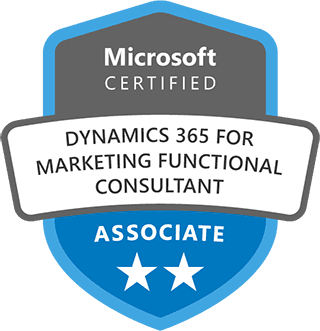 Microsoft
CERTIFIED
DYNAMICS 365 FOR
MARKETING FUNCTIONAL
CONSULTANT
ASSOCIATE